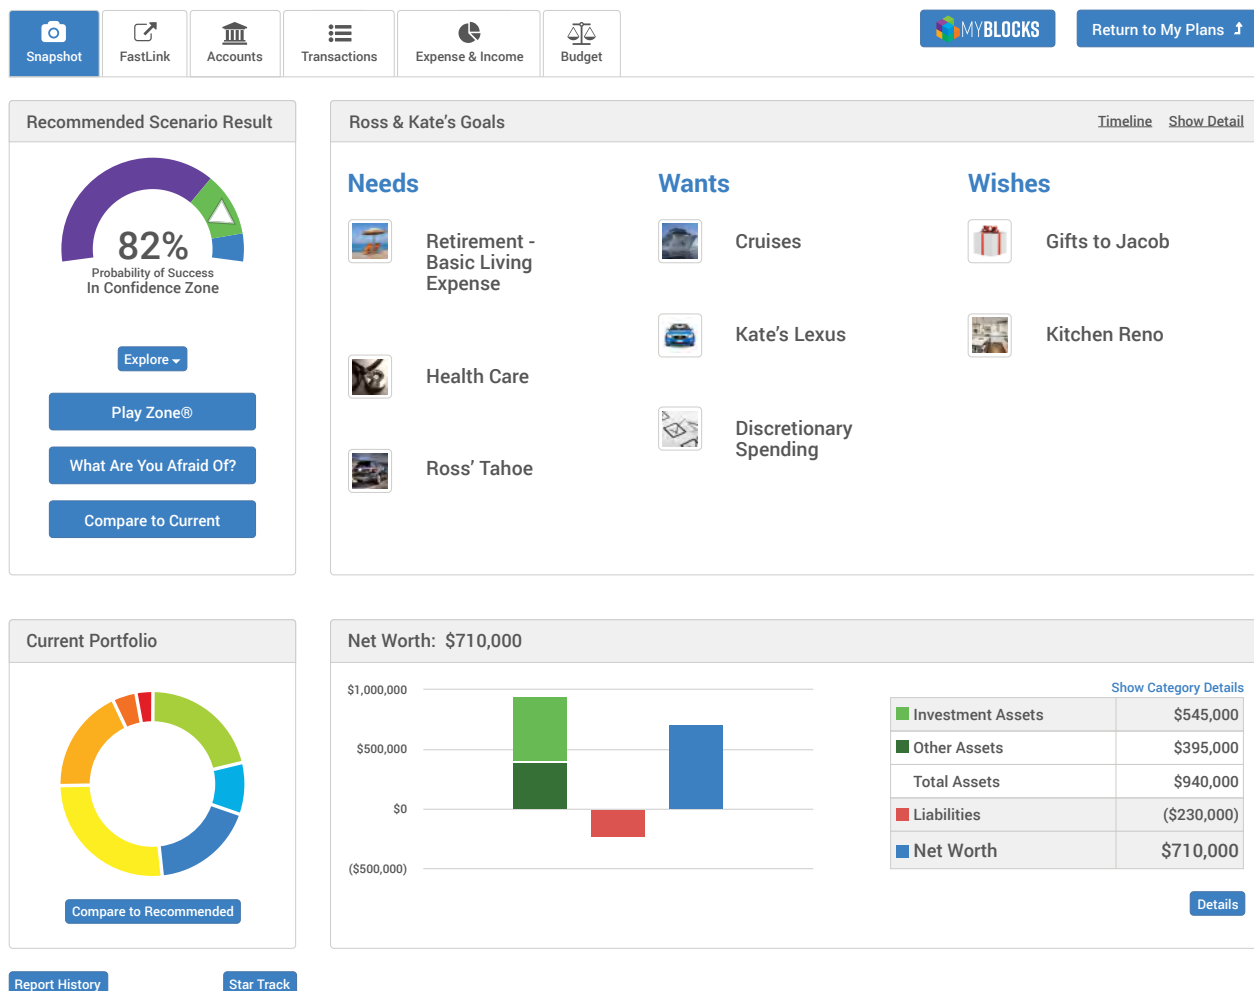 Snapshot
FastLink
Accounts
Transactions
Expense & Income
Budget
MYBLOCKS
Return to My Plans
Recommended Scenario Result
82%
Probability of Success
In Confidence Zone
Explore
Play Zone®
What Are You Afraid Of?
Compare to Current
Ross & Kate's Goals
Timeline
Show Detail
Needs
Retirement -
Basic Living
Expense
Health Care
Ross' Tahoe
Wants
Cruises
Kate's Lexus
Discretionary
Spending
Wishes
Gifts to Jacob
Kitchen Reno
Current Portfolio
Compare to Recommended
Net Worth: $710,000
$1,000,000
$500,000
$0
($500,000)
Show Category Details
Investment Assets $545,000
Other Assets $395,000
Total Assets $940,000
Liabilities ($230,000)
Net Worth $710,000
Details
Report History
Star Track